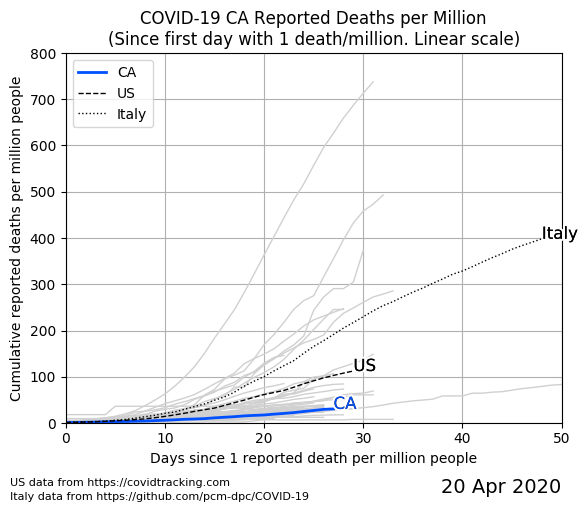 COVID-19 CA Reported Deaths per Million
(Since first day with 1 death/million. Linear scale)
Cumulative reported deaths per million people
800
700
600
500
400
300
200
100
0
CA
US
Italy
Italy
US
CA
0 10 20 30 40 50
Days since 1 reported death per million people
US data from https://covidtracking.com
Italy data from https://github.com/pcm-dpc/COVID-19
20 Apr 2020